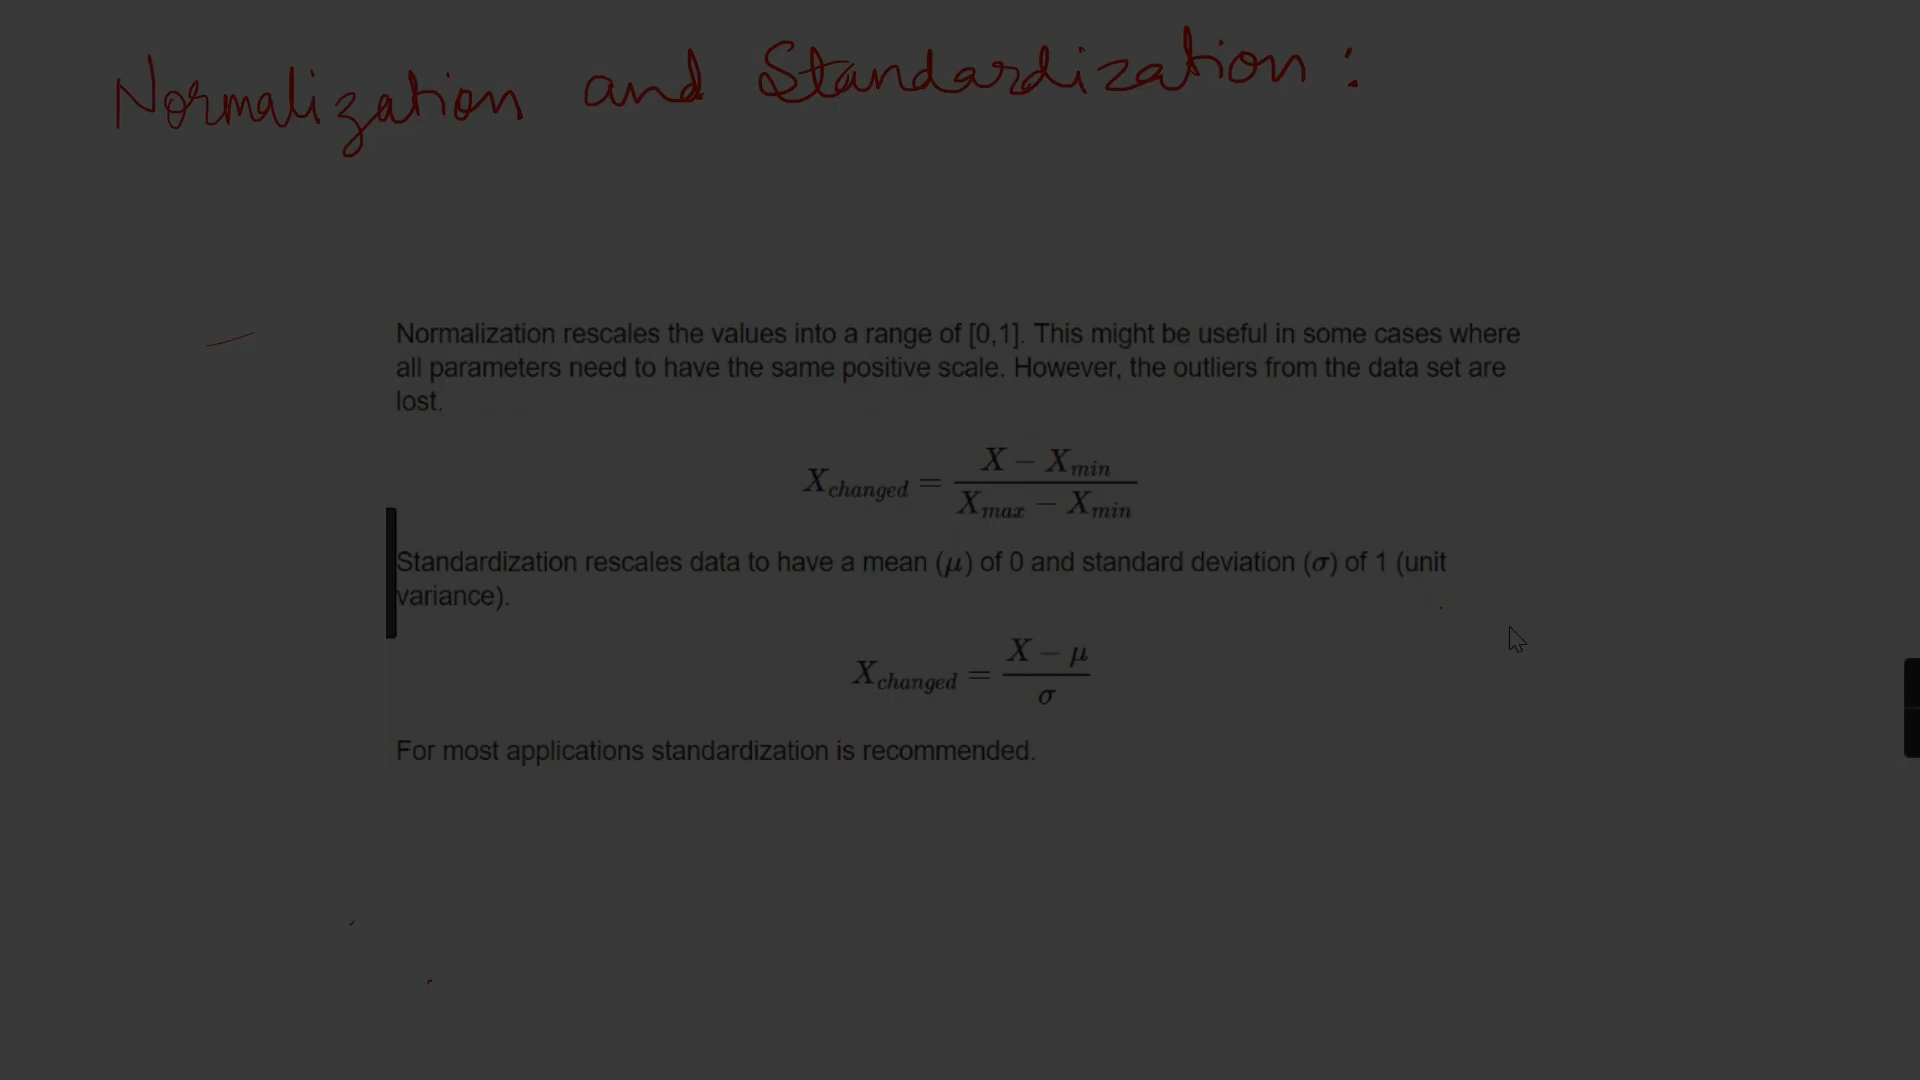 Normalization and Standardization :
Normalization rescales the values into a range of [0,1]. This might be useful in some cases where
all parameters need to have the same positive scale. However, the outliers from the data set are
lost.
X_changed = (X − X_min) / (X_max − X_min)
Standardization rescales data to have a mean (μ) of 0 and standard deviation (σ) of 1 (unit
variance).
X_changed = (X − μ) / σ
For most applications standardization is recommended.